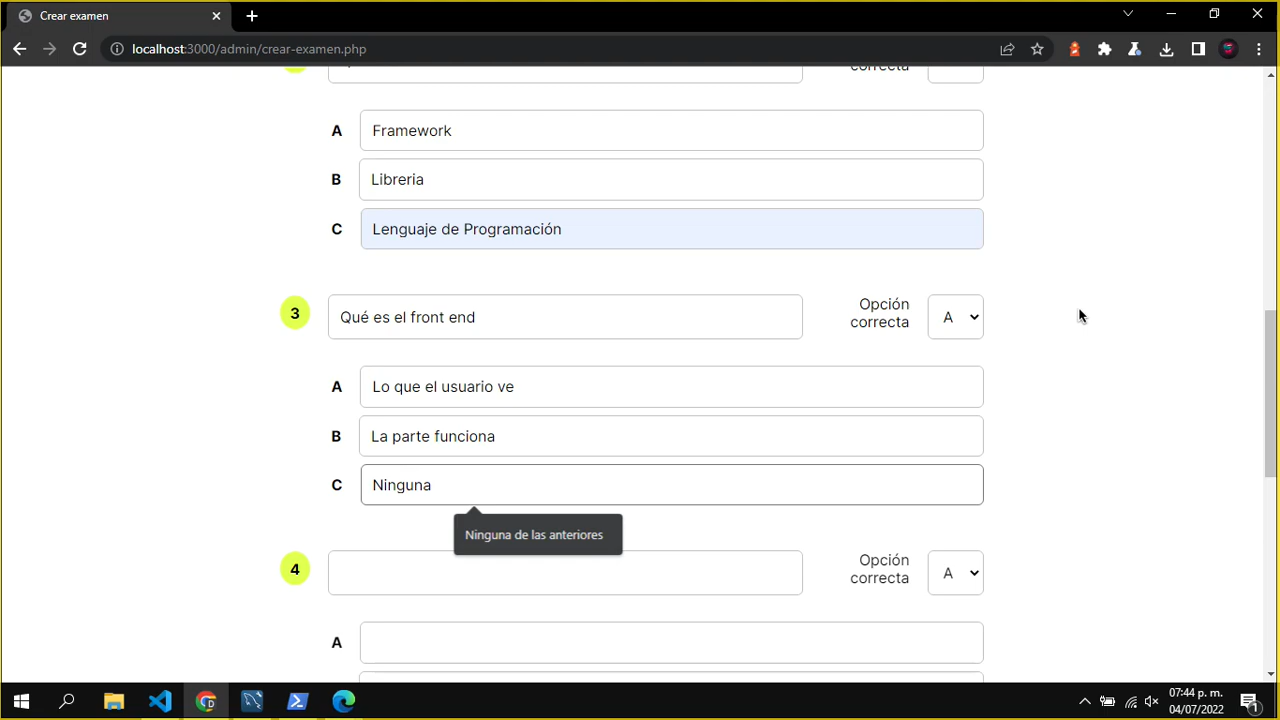 Crear examen
localhost:3000/admin/crear-examen.php
correcta
A Framework
B Libreria
C Lenguaje de Programación
3 Qué es el front end Opción correcta A
A Lo que el usuario ve
B La parte funciona
C Ninguna
Ninguna de las anteriores
4 Opción correcta A
A
07:44 p. m.
04/07/2022
1